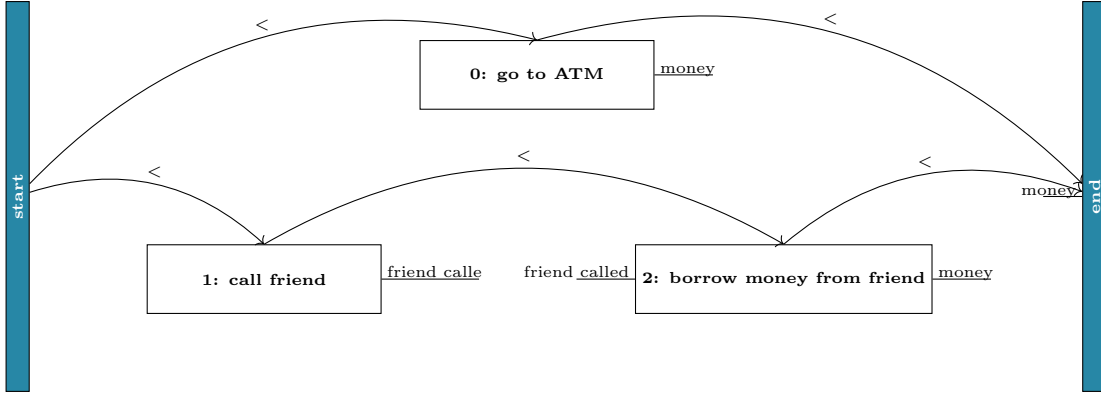 <
<
0: go to ATM
money
<
<
<
start
money
end
1: call friend
friend calle
friend called
2: borrow money from friend
money